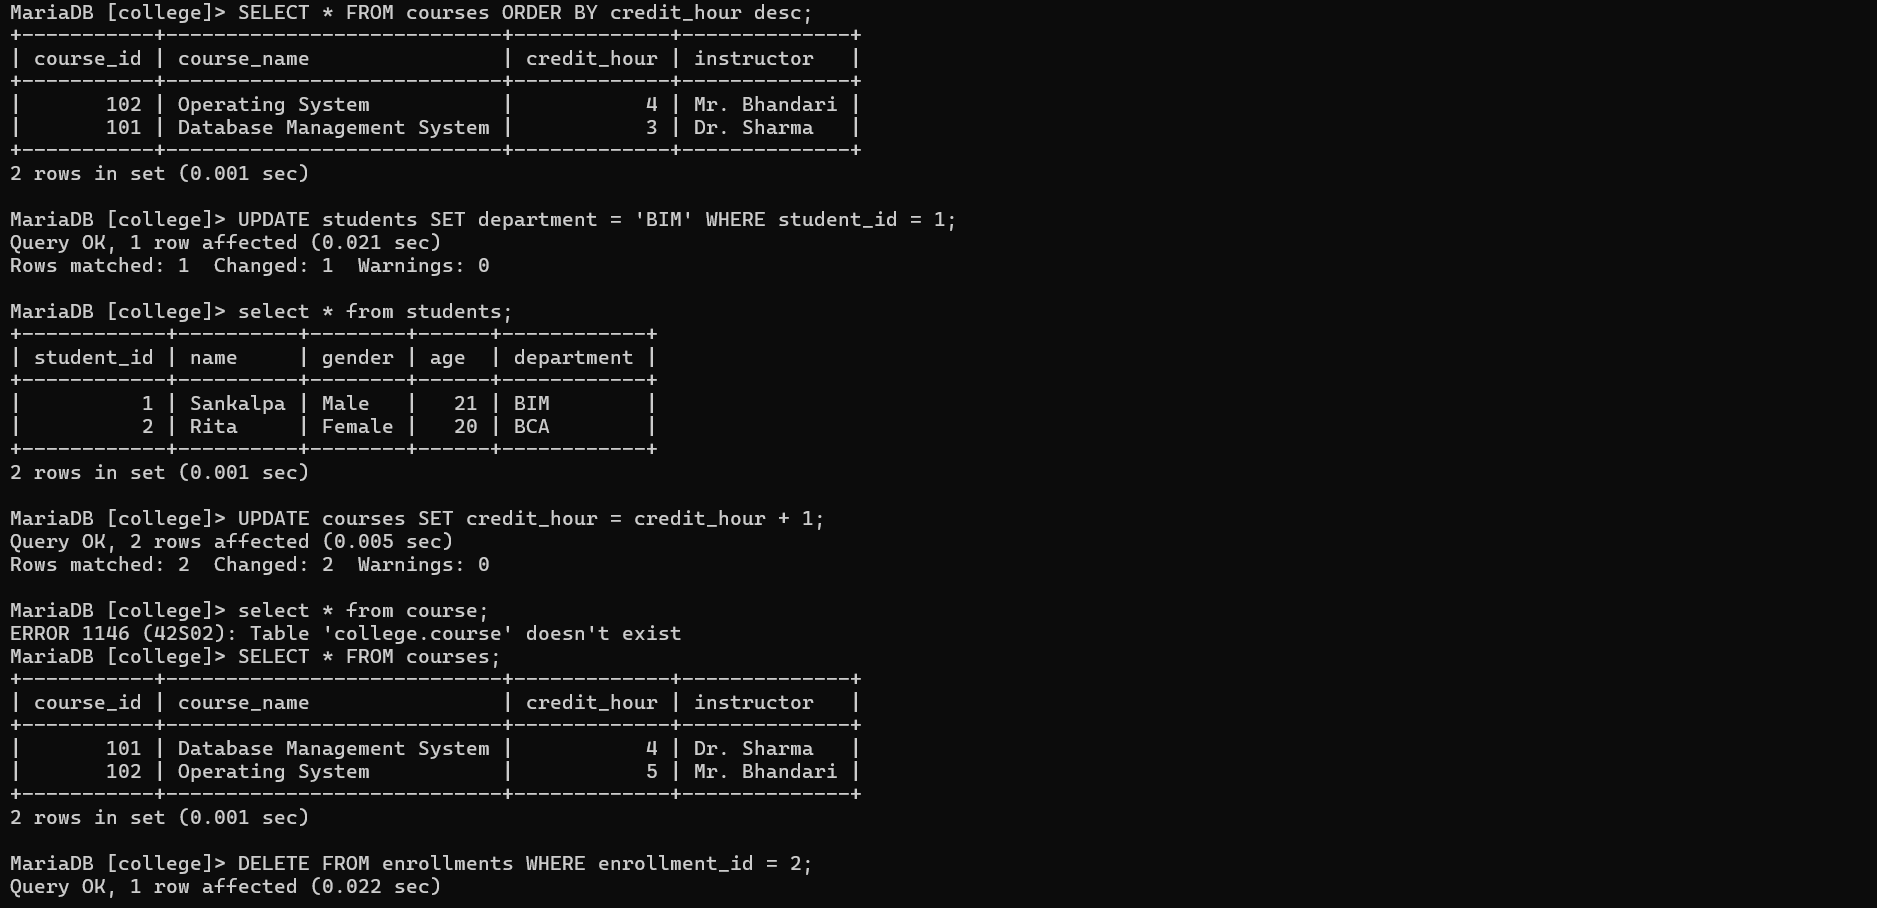 MariaDB [college]> SELECT * FROM courses ORDER BY credit_hour desc;
+-----------+----------------------------+-------------+--------------+
| course_id | course_name                | credit_hour | instructor   |
+-----------+----------------------------+-------------+--------------+
|       102 | Operating System           |           4 | Mr. Bhandari |
|       101 | Database Management System |           3 | Dr. Sharma   |
+-----------+----------------------------+-------------+--------------+
2 rows in set (0.001 sec)

MariaDB [college]> UPDATE students SET department = 'BIM' WHERE student_id = 1;
Query OK, 1 row affected (0.021 sec)
Rows matched: 1  Changed: 1  Warnings: 0

MariaDB [college]> select * from students;
+------------+----------+--------+------+------------+
| student_id | name     | gender | age  | department |
+------------+----------+--------+------+------------+
|          1 | Sankalpa | Male   |   21 | BIM        |
|          2 | Rita     | Female |   20 | BCA        |
+------------+----------+--------+------+------------+
2 rows in set (0.001 sec)

MariaDB [college]> UPDATE courses SET credit_hour = credit_hour + 1;
Query OK, 2 rows affected (0.005 sec)
Rows matched: 2  Changed: 2  Warnings: 0

MariaDB [college]> select * from course;
ERROR 1146 (42S02): Table 'college.course' doesn't exist
MariaDB [college]> SELECT * FROM courses;
+-----------+----------------------------+-------------+--------------+
| course_id | course_name                | credit_hour | instructor   |
+-----------+----------------------------+-------------+--------------+
|       101 | Database Management System |           4 | Dr. Sharma   |
|       102 | Operating System           |           5 | Mr. Bhandari |
+-----------+----------------------------+-------------+--------------+
2 rows in set (0.001 sec)

MariaDB [college]> DELETE FROM enrollments WHERE enrollment_id = 2;
Query OK, 1 row affected (0.022 sec)